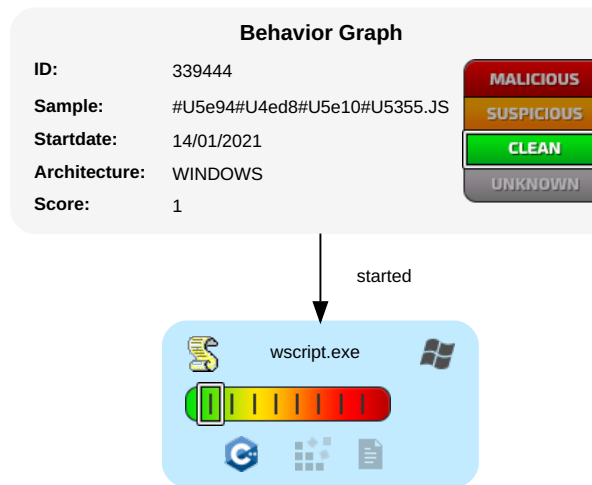 Behavior Graph
ID: 339444
Sample: #U5e94#U4ed8#U5e10#U5355.JS
Startdate: 14/01/2021
Architecture: WINDOWS
Score: 1
MALICIOUS
SUSPICIOUS
CLEAN
UNKNOWN
started
wscript.exe
C++